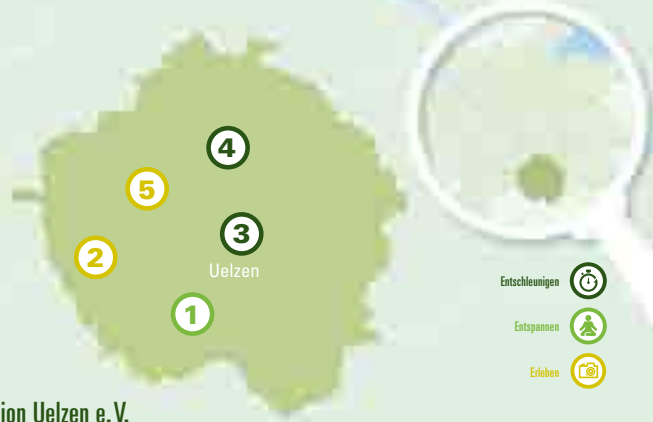 4
5
3
2
Uelzen
Entschleunigen
1
Entspannen
Erleben
ion Uelzen e.V.